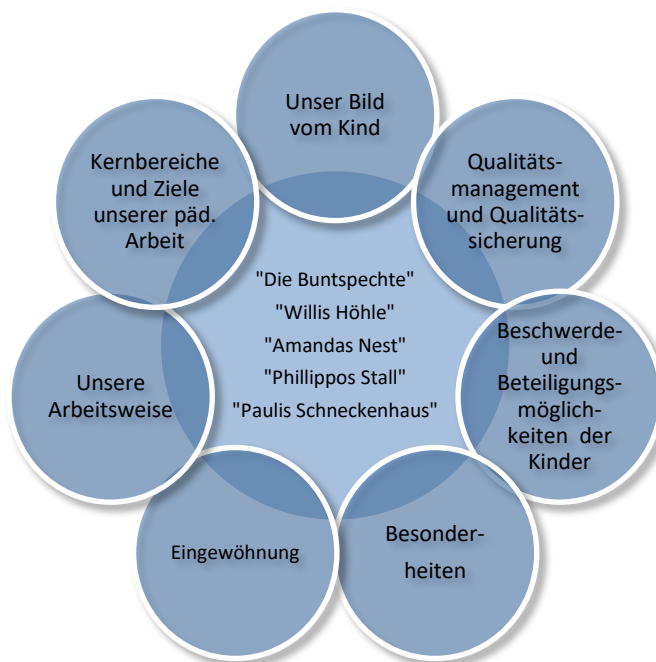 Unser Bild
vom Kind
Qualitäts-
management
und Qualitäts-
sicherung
Beschwerde-
und
Beteiligungs-
möglich-
keiten der
Kinder
Besonder-
heiten
Eingewöhnung
Unsere
Arbeitsweise
Kernbereiche
und Ziele
unserer päd.
Arbeit
"Die Buntspechte"
"Willis Höhle"
"Amandas Nest"
"Phillippos Stall"
"Paulis Schneckenhaus"